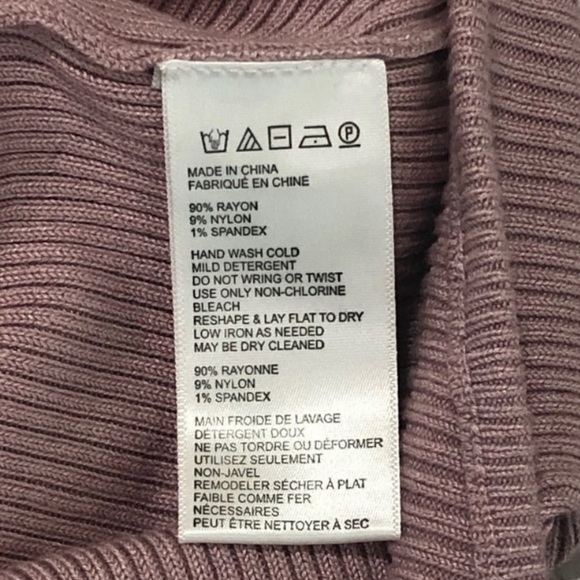 P
MADE IN CHINA
FABRIQUÉ EN CHINE
90% RAYON
9% NYLON
1% SPANDEX
HAND WASH COLD
MILD DETERGENT
DO NOT WRING OR TWIST
USE ONLY NON-CHLORINE
BLEACH
RESHAPE & LAY FLAT TO DRY
LOW IRON AS NEEDED
MAY BE DRY CLEANED
90% RAYONNE
9% NYLON
1% SPANDEX
MAIN FROIDE DE LAVAGE
DÉTERGENT DOUX
NE PAS TORDRE OU DÉFORMER
UTILISEZ SEULEMENT
NON-JAVEL
REMODELER SÉCHER À PLAT
FAIBLE COMME FER
NÉCESSAIRES
PEUT ÊTRE NETTOYER À SEC